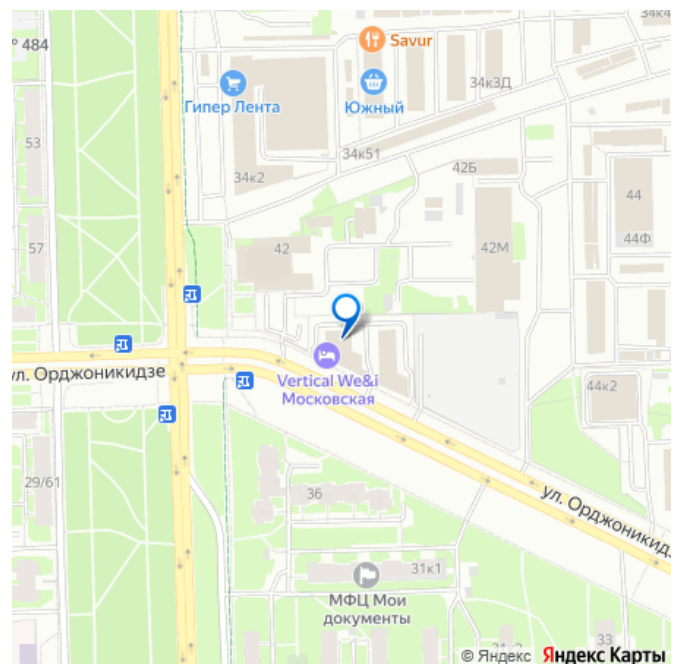 34к4
Savur
484
34к3Д
Гипер Лента
Южный
53
34к51
34к2
42Б
44
57
42
42М
44Ф
ул. Орджоникидзе
Vertical We&i
Московская
44к2
29/61
36
ул. Орджоникидз
31к1
МФЦ Мои
документы
33
© Яндекс Яндекс Карты